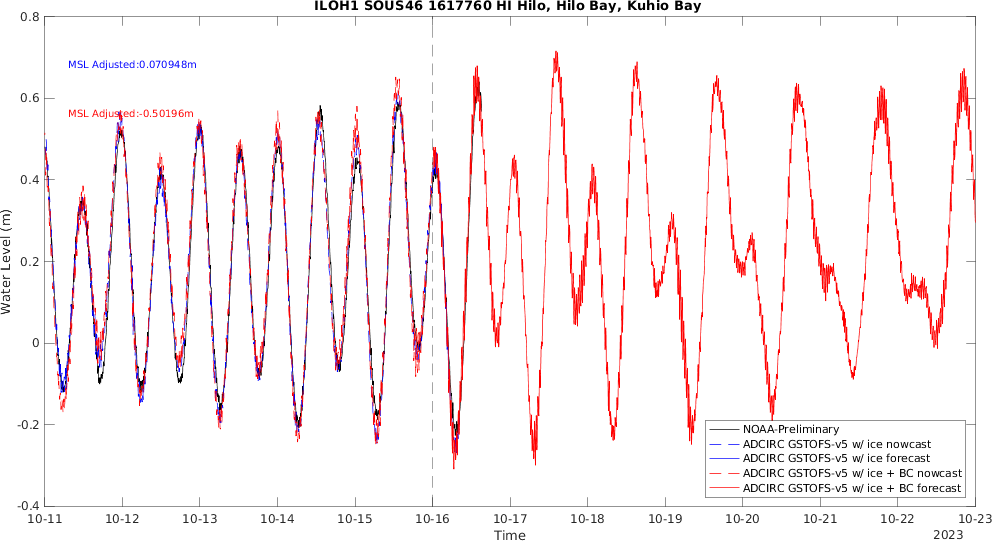 ILOH1 SOUS46 1617760 HI Hilo, Hilo Bay, Kuhio Bay
0.8
MSL Adjusted:0.070948m
0.6
MSL Adjusted:-0.50196m
0.4
Water Level (m)
0.2
0
-0.2
NOAA-Preliminary
ADCIRC GSTOFS-v5 w/ ice nowcast
ADCIRC GSTOFS-v5 w/ ice forecast
ADCIRC GSTOFS-v5 w/ ice + BC nowcast
ADCIRC GSTOFS-v5 w/ ice + BC forecast
-0.4
10-11 10-12 10-13 10-14 10-15 10-16 10-17 10-18 10-19 10-20 10-21 10-22 10-23
Time
2023